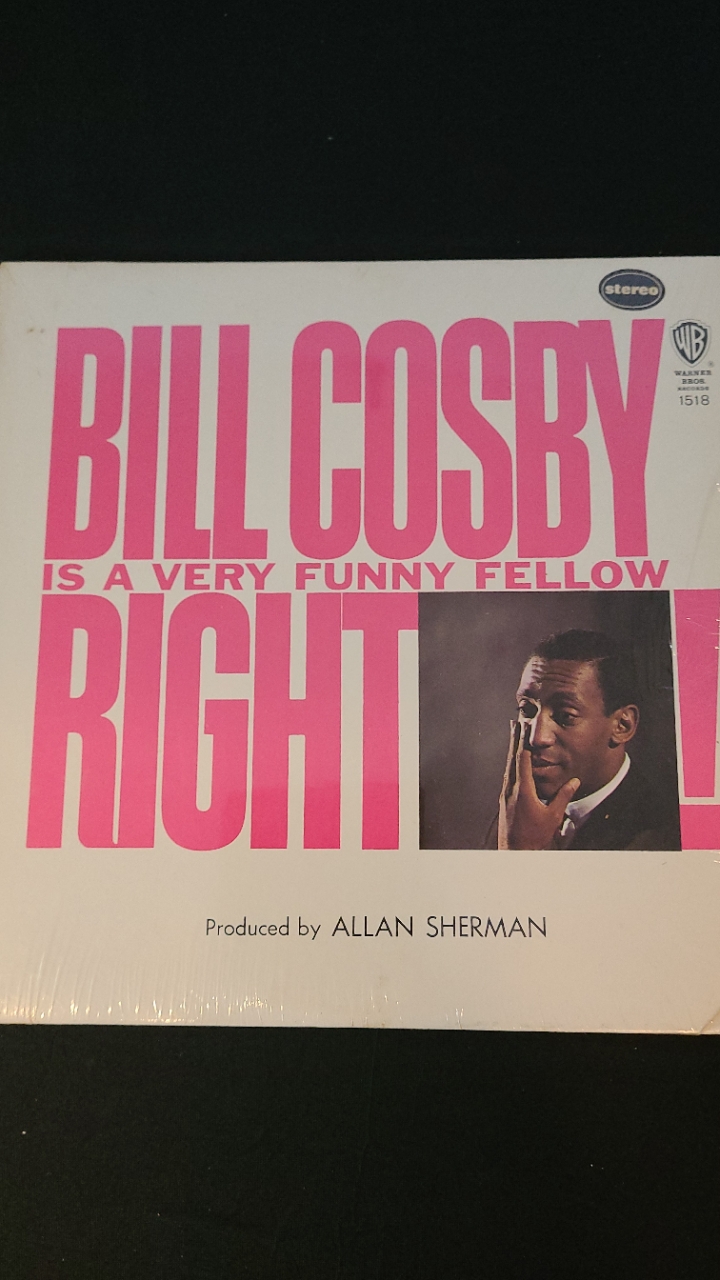 stereo
BILL COSBY
WB
WARNER
BROS.
RECORDS
1518
IS A VERY FUNNY FELLOW
RIGHT!
Produced by ALLAN SHERMAN